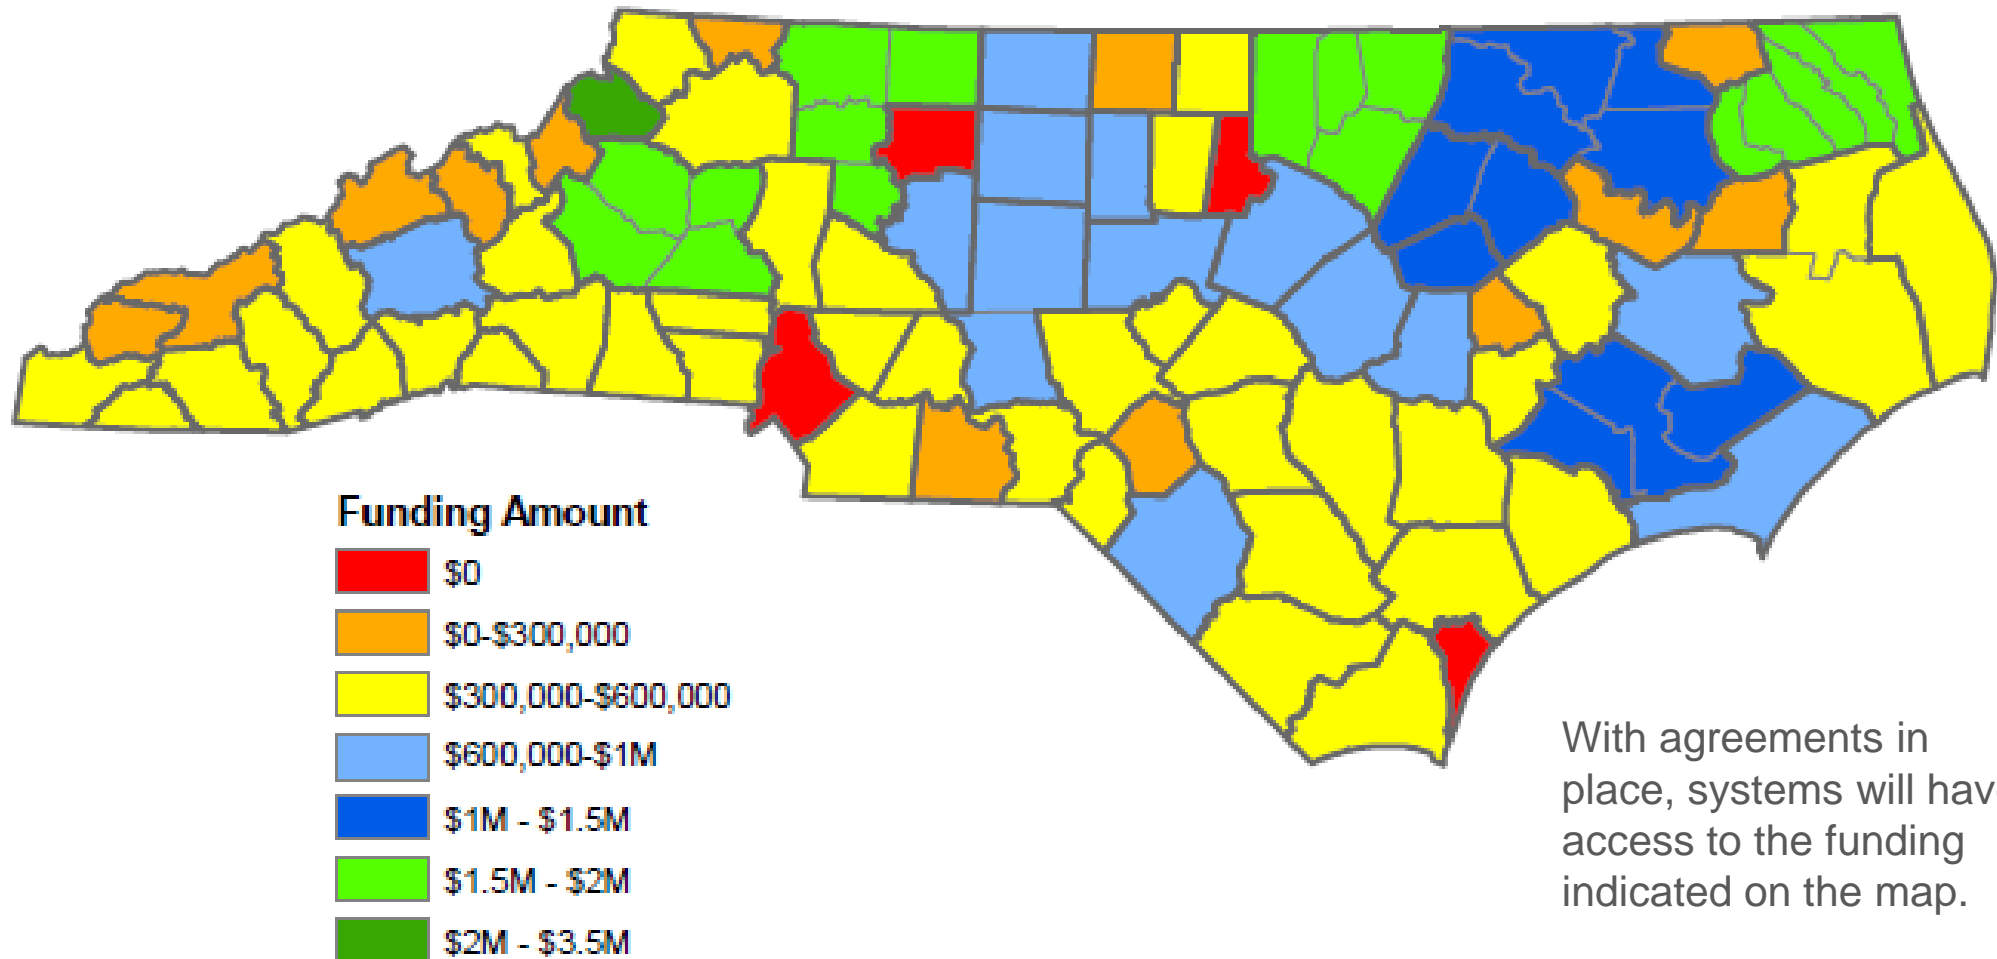 Funding Amount
$0
$0-$300,000
$300,000-$600,000
$600,000-$1M
$1M - $1.5M
$1.5M - $2M
$2M - $3.5M
With agreements in
place, systems will hav
access to the funding
indicated on the map.